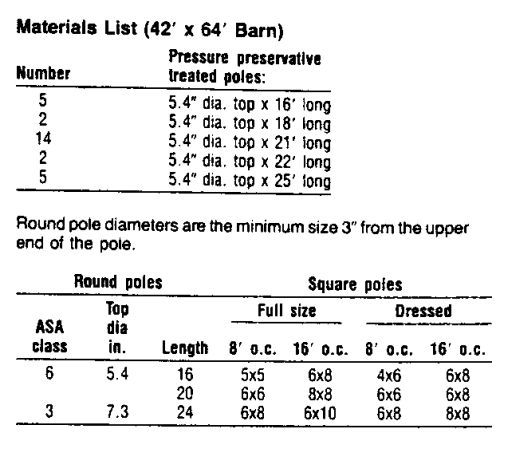 Materials List (42' x 64' Barn)
Number Pressure preservative treated poles:
5 5.4" dia. top x 16' long
2 5.4" dia. top x 18' long
14 5.4" dia. top x 21' long
2 5.4" dia. top x 22' long
5 5.4" dia. top x 25' long
Round pole diameters are the minimum size 3" from the upper
end of the pole.
Round poles Square poles
Top Full size Dressed
ASA dia
class in. Length 8' o.c. 16' o.c. 8' o.c. 16' o.c.
6 5.4 16 5x5 6x8 4x6 6x8
20 6x6 8x8 6x6 6x8
3 7.3 24 6x8 6x10 6x8 8x8